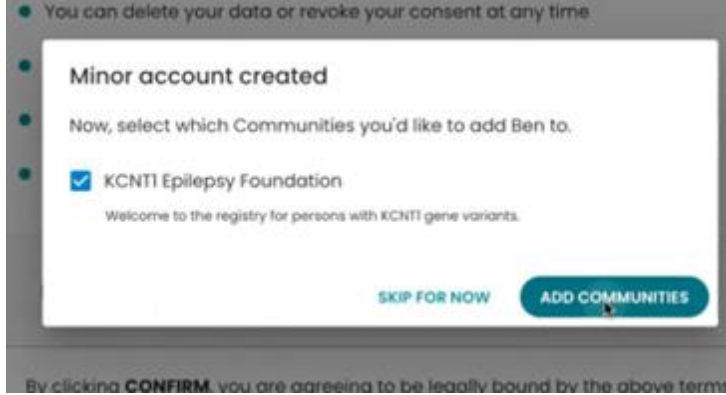 You can delete your data or revoke your consent at any time
Minor account created
Now, select which Communities you'd like to add Ben to.
KCNT1 Epilepsy Foundation
Welcome to the registry for persons with KCNT1 gene variants.
SKIP FOR NOW
ADD COMMUNITIES
By clicking CONFIRM, you are agreeing to be legally bound by the above terms